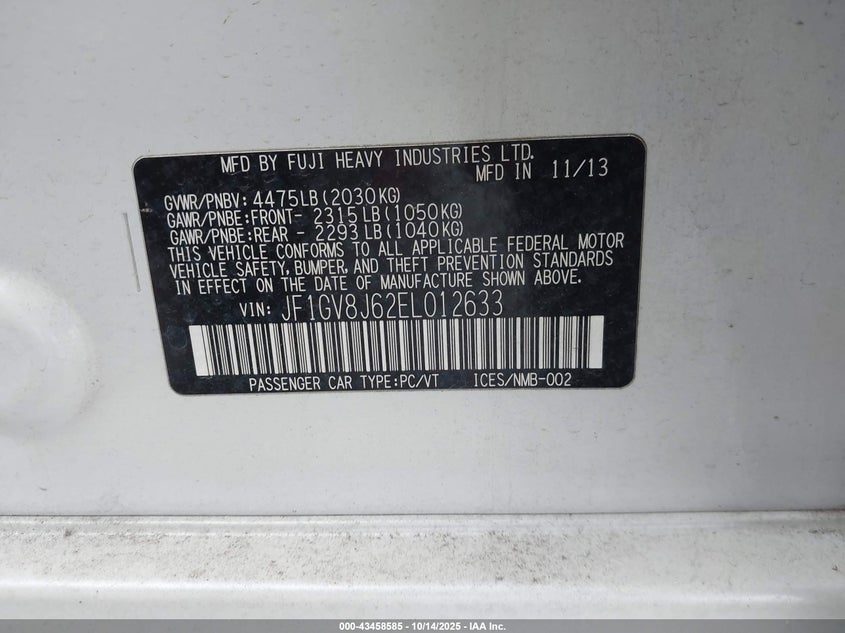 MFD BY FUJI HEAVY INDUSTRIES LTD.
MFD IN 11/13
GVWR/PNBV: 4475LB(2030KG)
GAWR/PNBE:FRONT- 2315LB(1050KG)
GAWR/PNBE:REAR - 2293LB(1040KG)
THIS VEHICLE CONFORMS TO ALL APPLICABLE FEDERAL MOTOR
VEHICLE SAFETY, BUMPER, AND THEFT PREVENTION STANDARDS
IN EFFECT ON THE DATE OF MANUFACTURE SHOWN ABOVE.
VIN: JF1GV8J62EL012633
PASSENGER CAR TYPE:PC/VT ICES/NMB-002
000-43458585 - 10/14/2025 - IAA Inc.